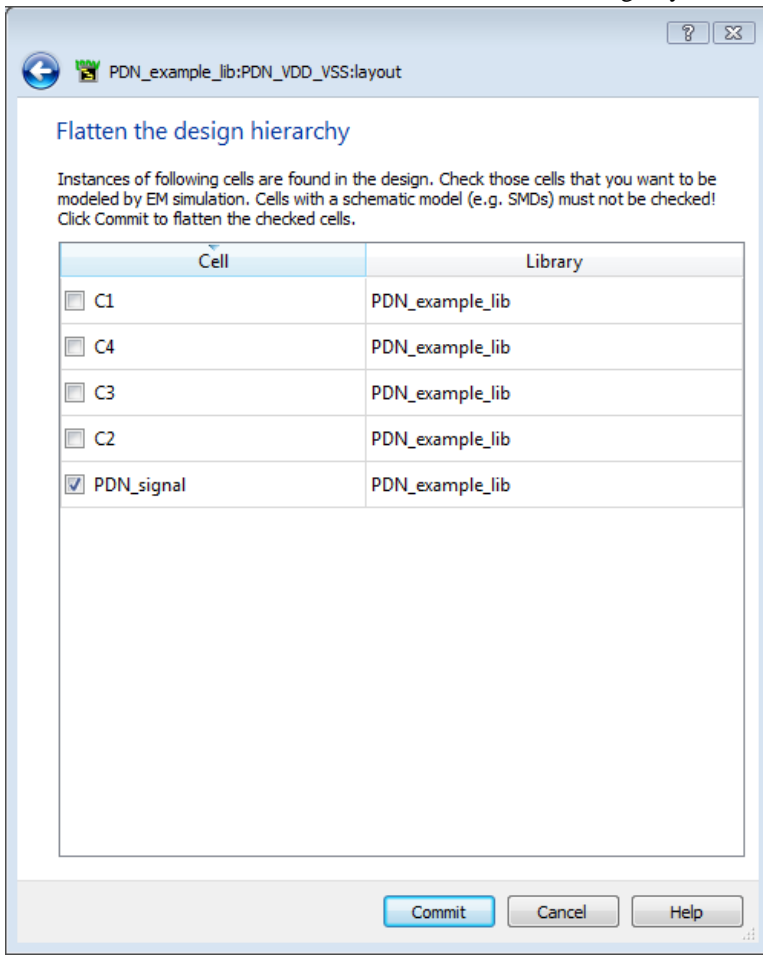 ?
PDN_example_lib:PDN_VDD_VSS:layout
Flatten the design hierarchy
Instances of following cells are found in the design. Check those cells that you want to be
modeled by EM simulation. Cells with a schematic model (e.g. SMDs) must not be checked!
Click Commit to flatten the checked cells.
Cell Library
C1 PDN_example_lib
C4 PDN_example_lib
C3 PDN_example_lib
C2 PDN_example_lib
PDN_signal PDN_example_lib
Commit Cancel Help